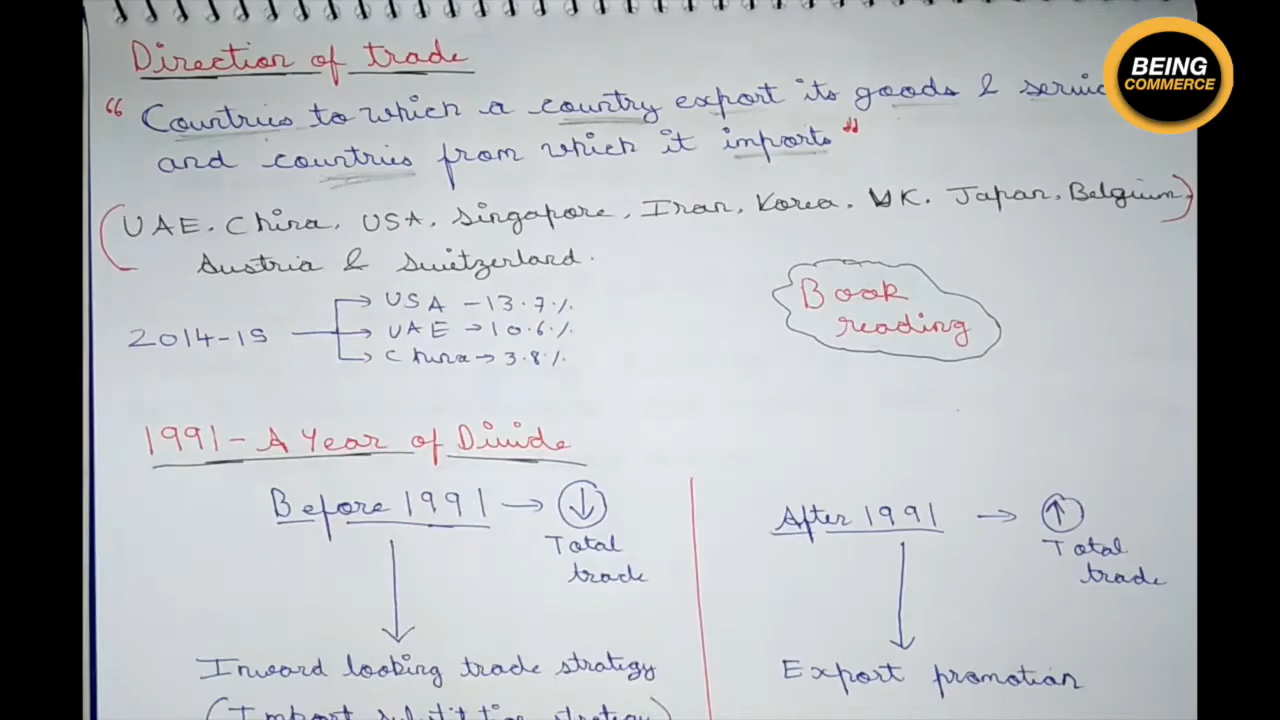 Direction of trade
BEING
COMMERCE
"Countries to which a country export its goods & servic
and countries from which it imports"
(UAE, China, USA, Singapore, Iran, Korea, UK, Japan, Belgium)
Austria & Switzerland.
Book
reading
2014-15
USA - 13.7%
UAE → 10.6%
China → 3.8%
1991 - A Year of Divide
Before 1991 → ↓
Total
trade
After 1991 → ↑
Total
trade
Inward looking trade strategy
Export promotion
(Import substitution strategy)